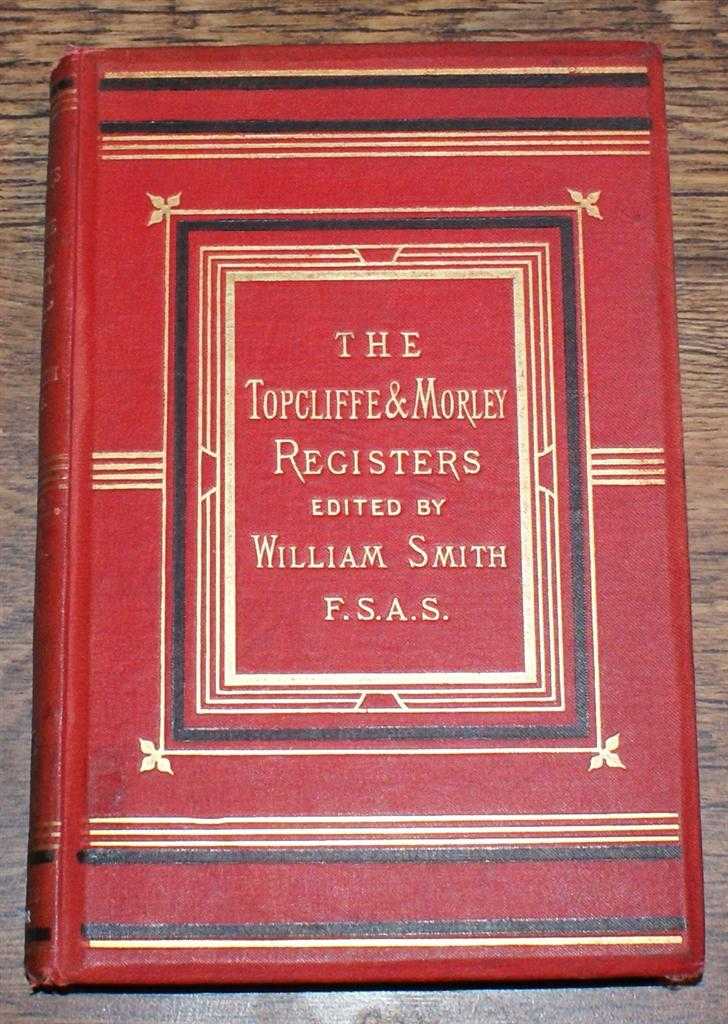 THE
TOPCLIFFE & MORLEY
REGISTERS
EDITED BY
WILLIAM SMITH
F.S.A.S.